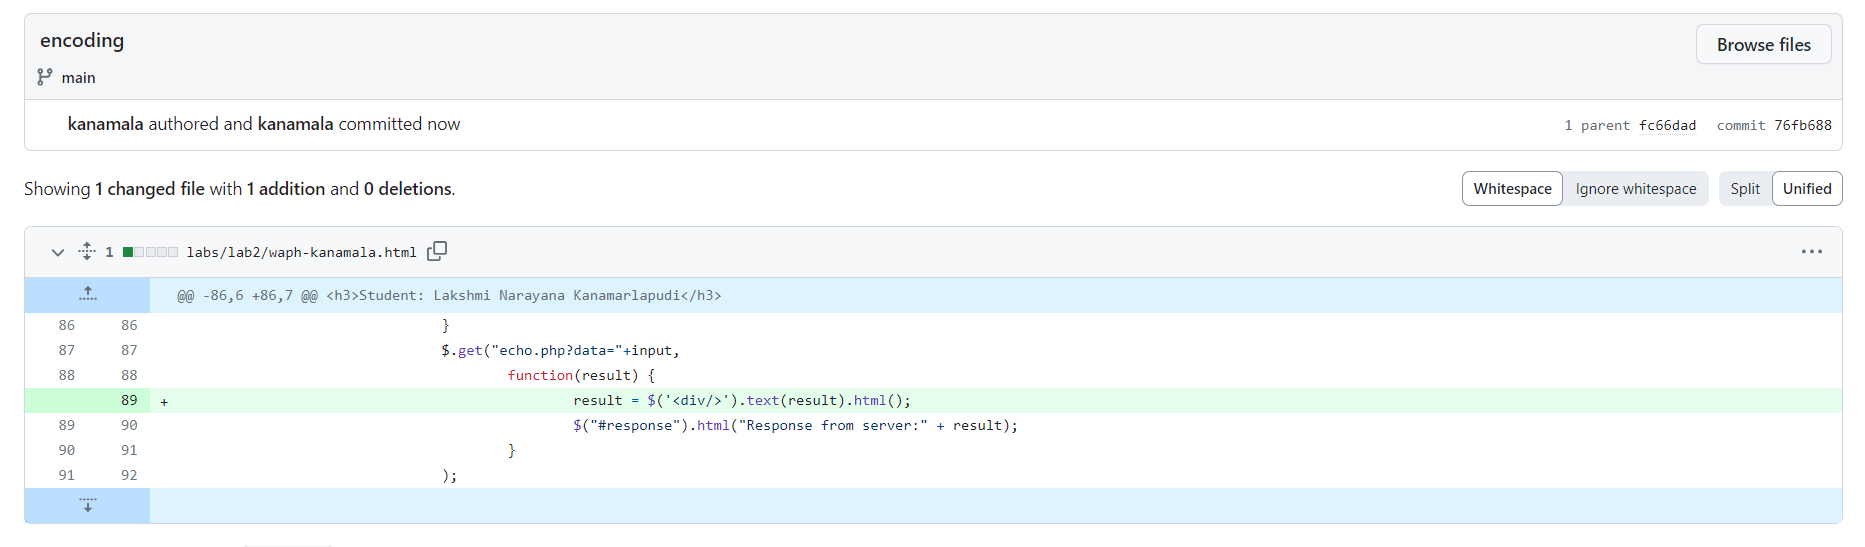 encoding
Browse files
main
kanamala authored and kanamala committed now
1 parent fc66dad commit 76fb688
Showing 1 changed file with 1 addition and 0 deletions.
Whitespace Ignore whitespace Split Unified
1 labs/lab2/waph-kanamala.html
@@ -86,6 +86,7 @@ <h3>Student: Lakshmi Narayana Kanamarlapudi</h3>
86 86 }
87 87 $.get("echo.php?data="+input,
88 88 function(result) {
89 + result = $('<div/>').text(result).html();
89 90 $("#response").html("Response from server:" + result);
90 91 }
91 92 );